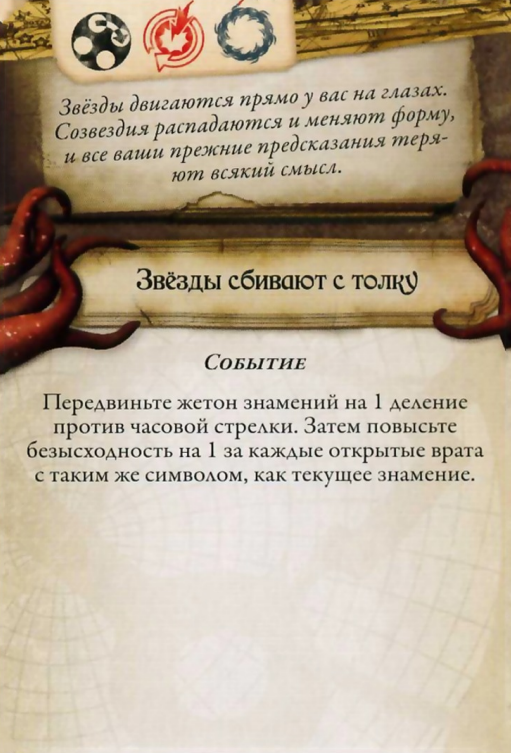 Звёзды двигаются прямо у вас на глазах.
Созвездия распадаются и меняют форму,
и все ваши прежние предсказания теря-
ют всякий смысл.
Звёзды сбивают с толку
Событие
Передвиньте жетон знамений на 1 деление
против часовой стрелки. Затем повысьте
безысходность на 1 за каждые открытые врата
с таким же символом, как текущее знамение.